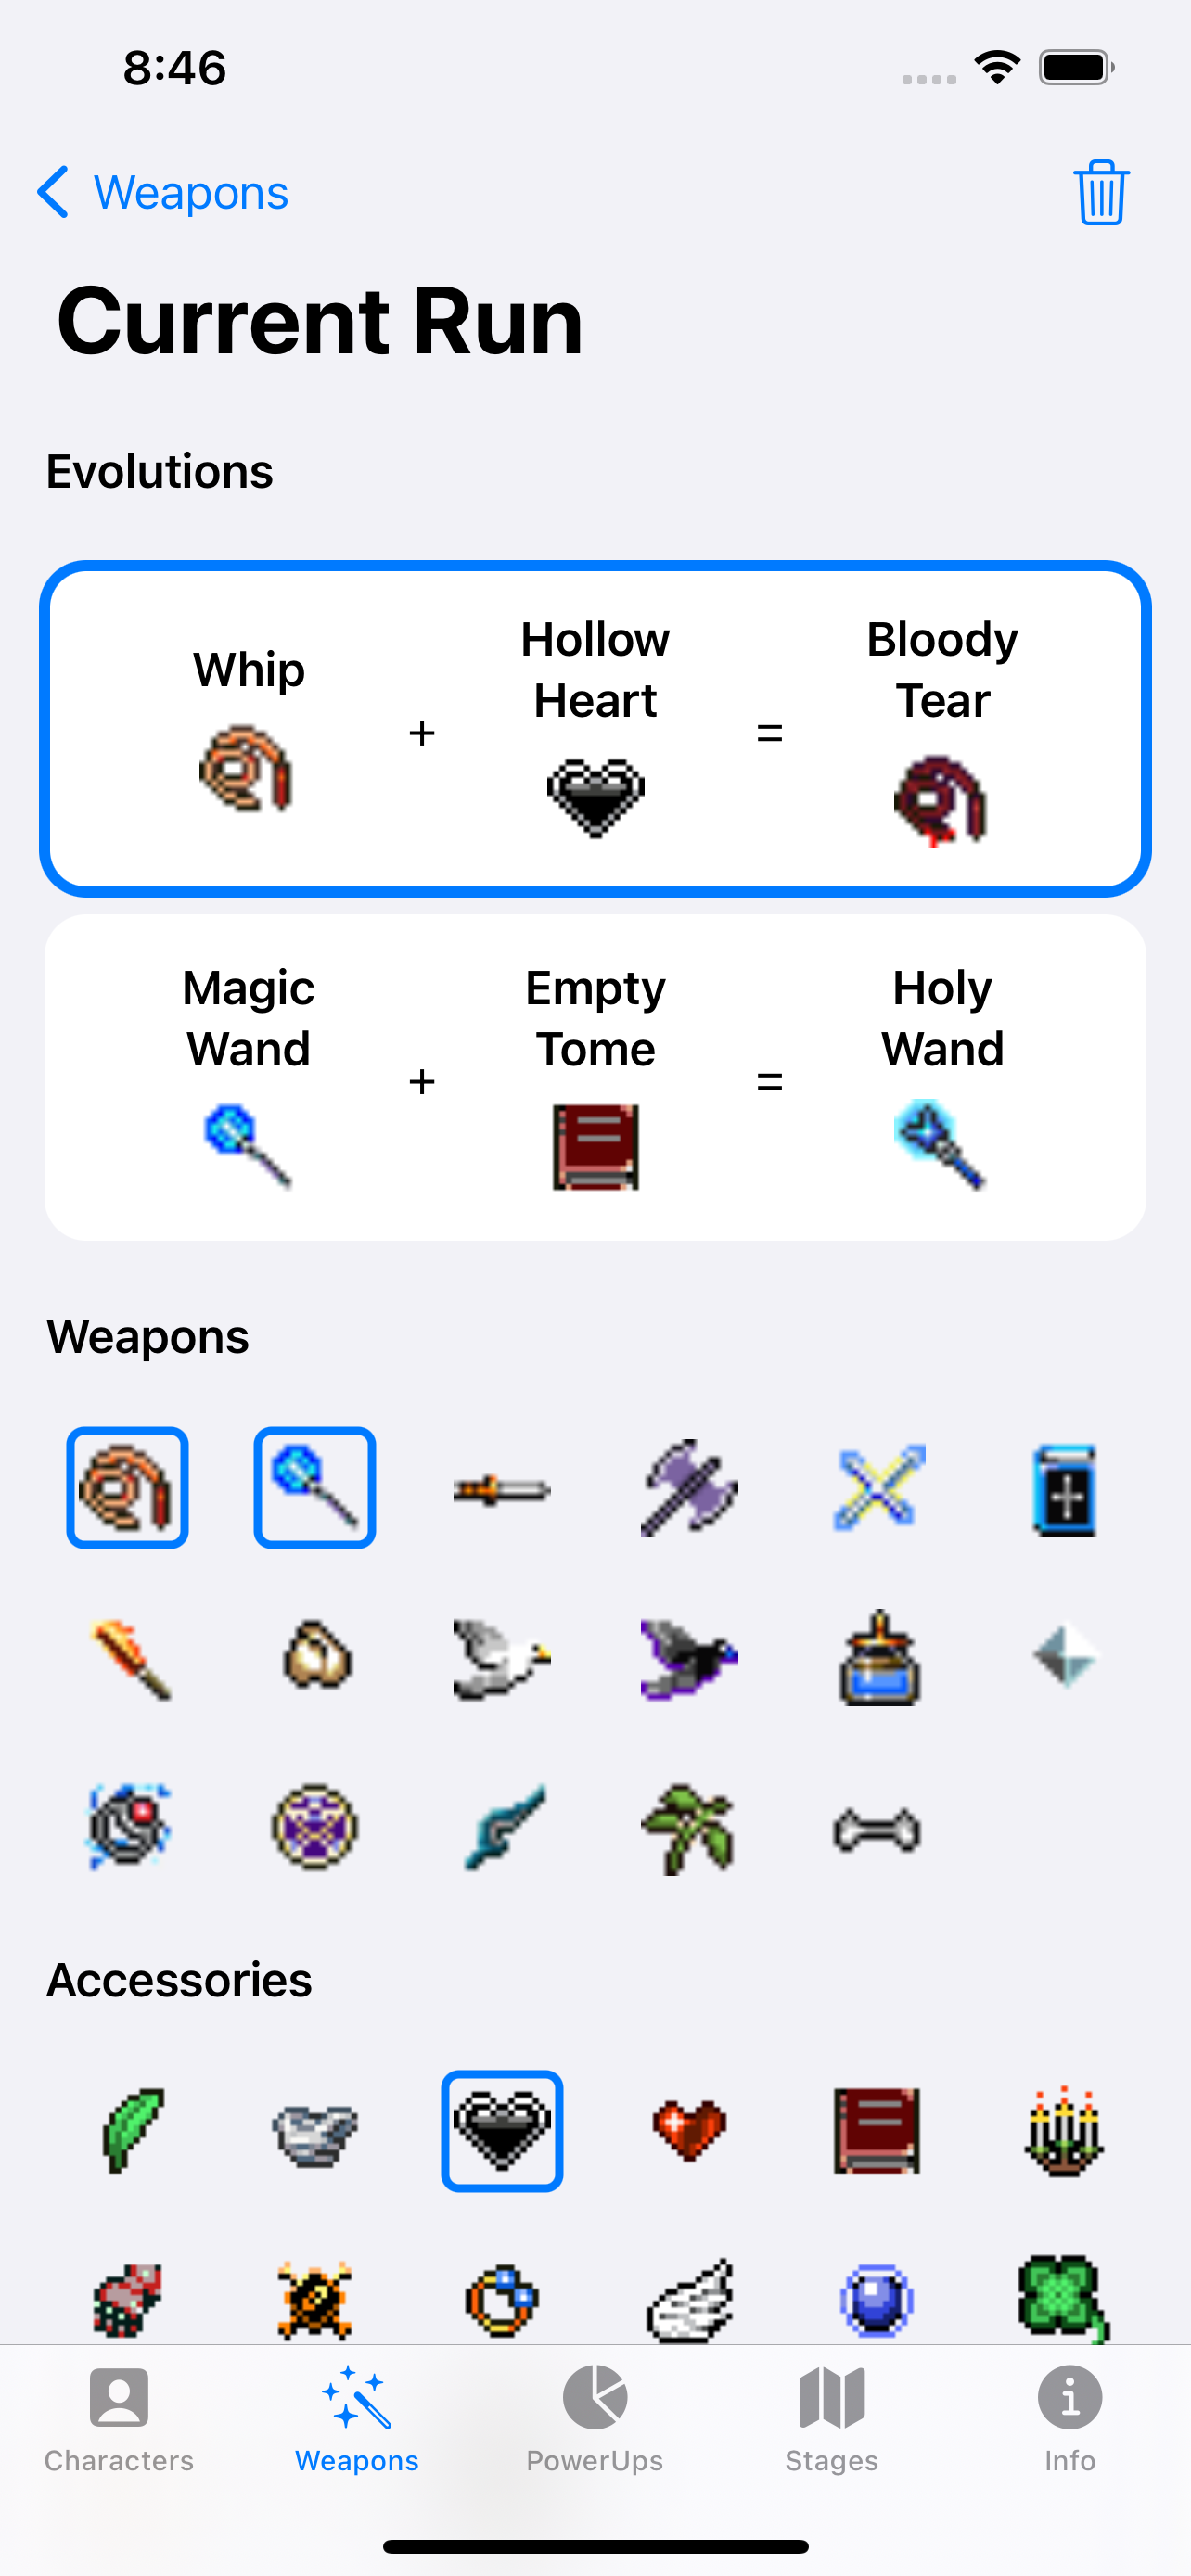 8:46
Weapons
Current Run
Evolutions
Whip
+
Hollow
Heart
=
Bloody
Tear
Magic
Wand
+
Empty
Tome
=
Holy
Wand
Weapons
Accessories
Characters
Weapons
PowerUps
Stages
Info